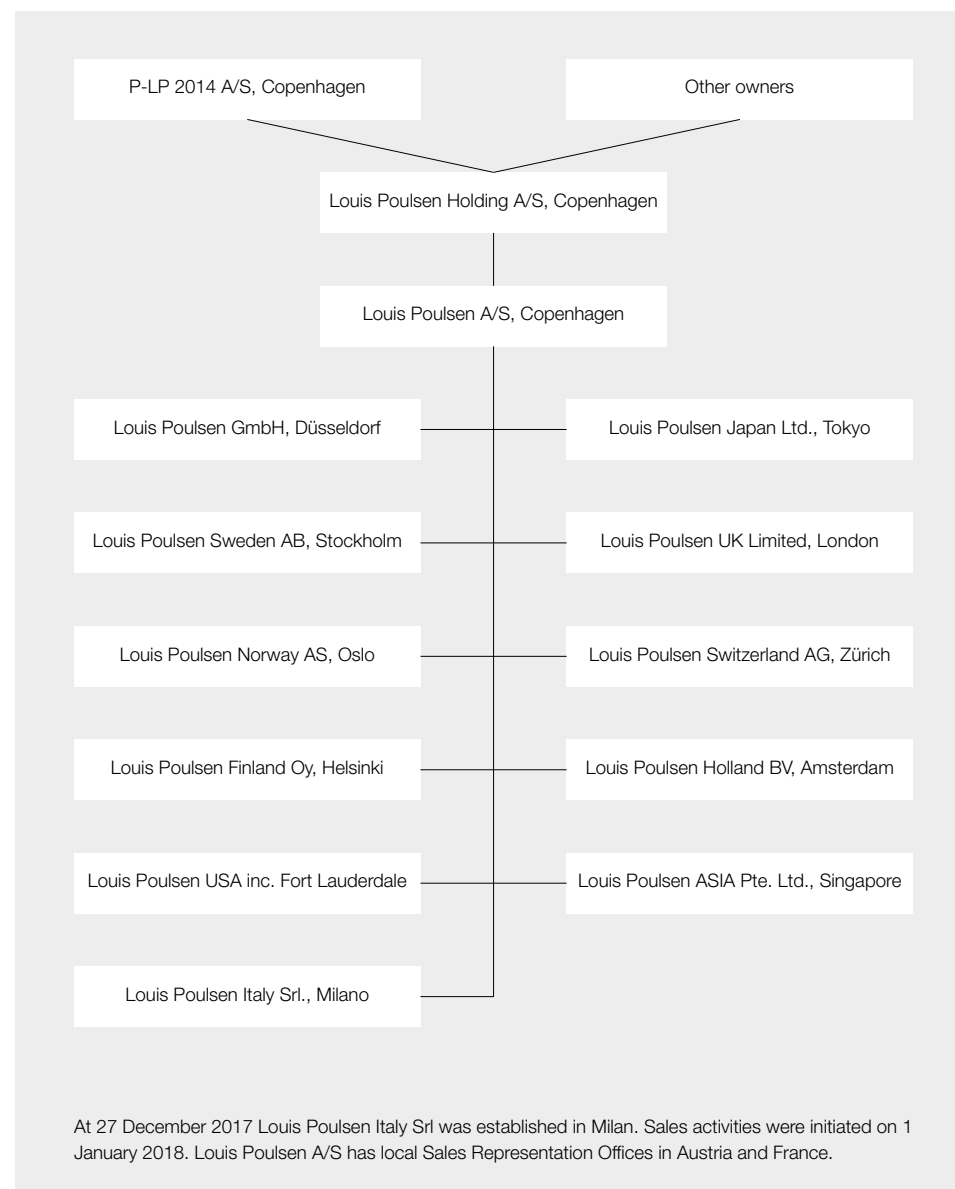 P-LP 2014 A/S, Copenhagen
Other owners
Louis Poulsen Holding A/S, Copenhagen
Louis Poulsen A/S, Copenhagen
Louis Poulsen GmbH, Düsseldorf
Louis Poulsen Japan Ltd., Tokyo
Louis Poulsen Sweden AB, Stockholm
Louis Poulsen UK Limited, London
Louis Poulsen Norway AS, Oslo
Louis Poulsen Switzerland AG, Zürich
Louis Poulsen Finland Oy, Helsinki
Louis Poulsen Holland BV, Amsterdam
Louis Poulsen USA inc. Fort Lauderdale
Louis Poulsen ASIA Pte. Ltd., Singapore
Louis Poulsen Italy Srl., Milano
At 27 December 2017 Louis Poulsen Italy Srl was established in Milan. Sales activities were initiated on 1
January 2018. Louis Poulsen A/S has local Sales Representation Offices in Austria and France.